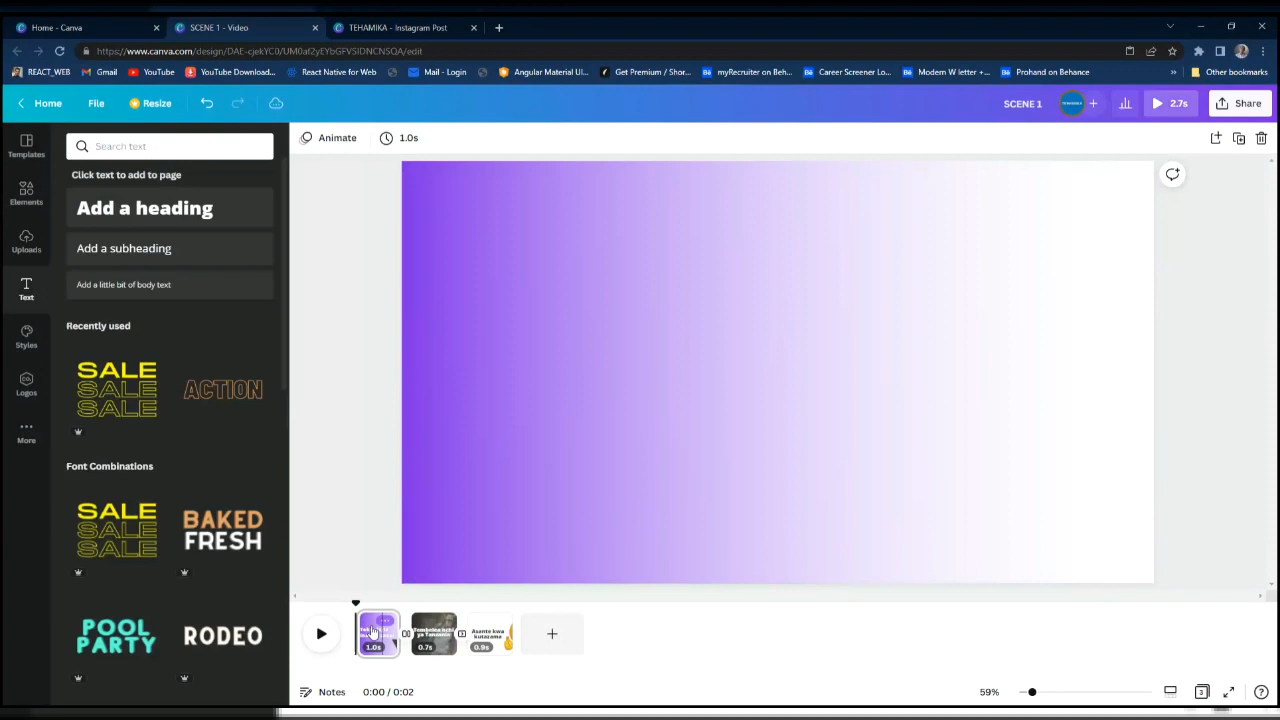 Home - Canva
SCENE 1 - Video
TEHAMIKA - Instagram Post
https://www.canva.com/design/DAE-cjekYC0/UM0af2yEYbGFVSIDNCNSQA/edit
REACT_WEB
Gmail
YouTube
YouTube Download...
React Native for Web
Mail - Login
Angular Material UI...
Get Premium / Shor...
myRecruiter on Beh...
Career Screener Lo...
Modern W letter +...
Prohand on Behance
Other bookmarks
Home
File
Resize
SCENE 1
TEHAMIKA
2.7s
Share
Templates
Elements
Uploads
Text
Styles
Logos
More
Search text
Click text to add to page
Add a heading
Add a subheading
Add a little bit of body text
Recently used
SALE
SALE
SALE
ACTION
Font Combinations
SALE
SALE
SALE
BAKED
FRESH
POOL
PARTY
RODEO
Animate
1.0s
1.0s
ya Tanzania
0.7s
Asante kwa
kutazama
0.9s
Notes
0:00 / 0:02
59%
3